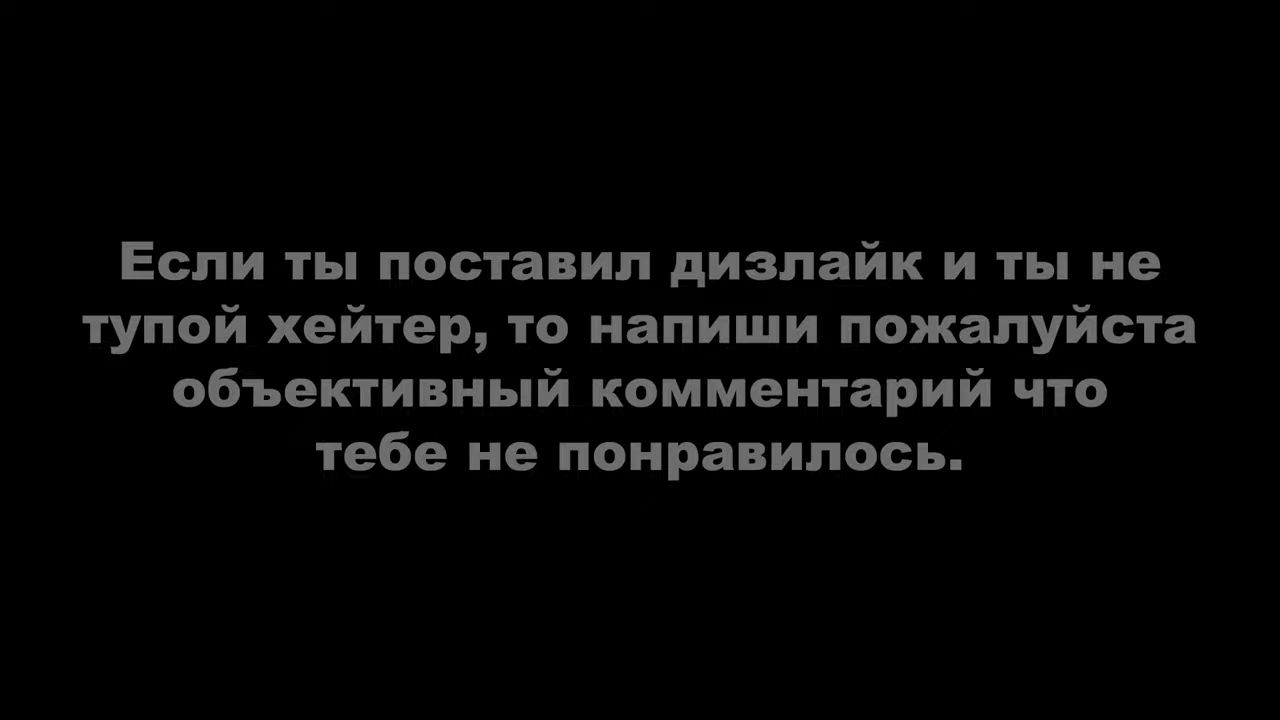 Если ты поставил дизлайк и ты не
тупой хейтер, то напиши пожалуйста
объективный комментарий что
тебе не понравилось.